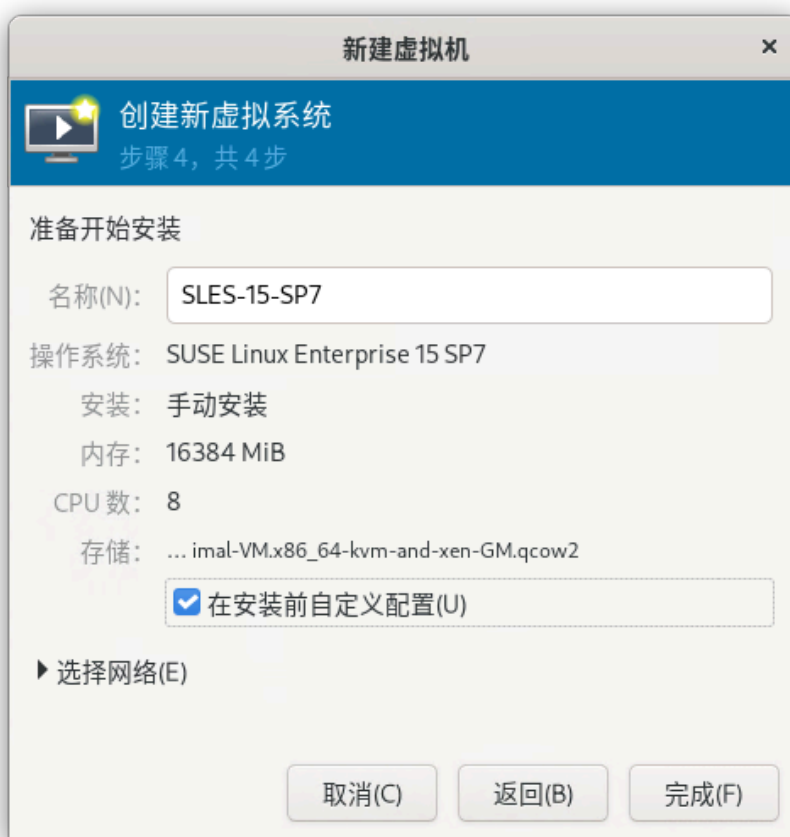 新建虚拟机 ×
创建新虚拟系统
步骤 4，共 4 步
准备开始安装
名称(N)： SLES-15-SP7
操作系统： SUSE Linux Enterprise 15 SP7
安装： 手动安装
内存： 16384 MiB
CPU 数： 8
存储： ... imal-VM.x86_64-kvm-and-xen-GM.qcow2
在安装前自定义配置(U)
选择网络(E)
取消(C) 返回(B) 完成(F)